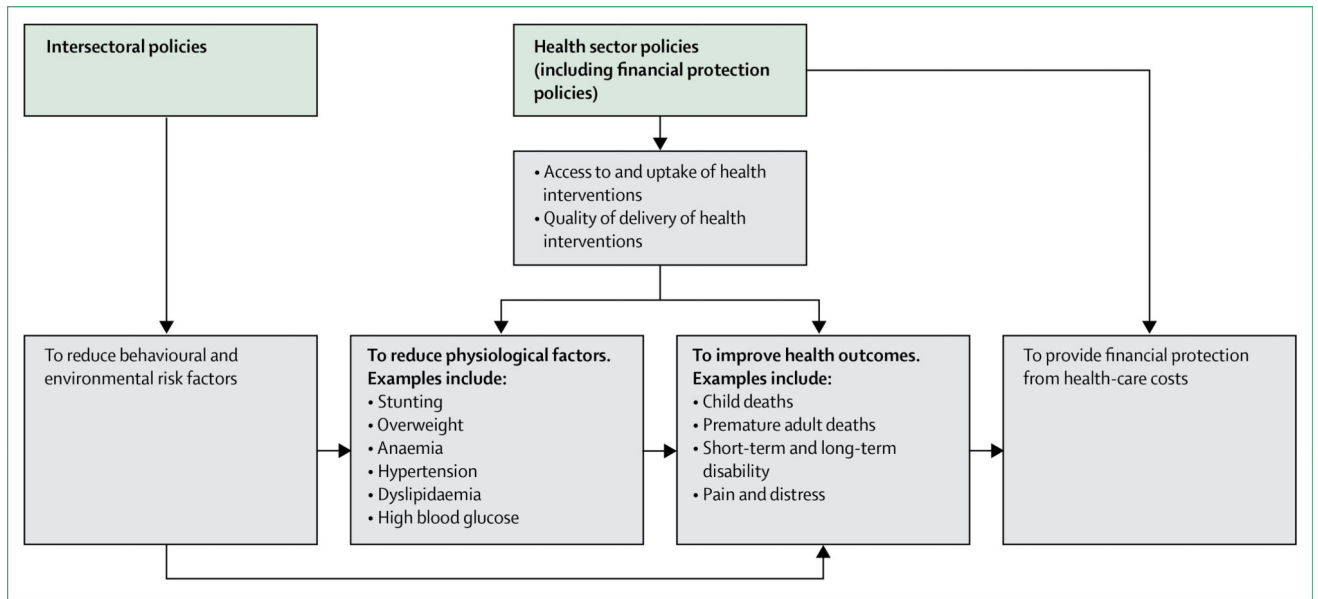 Intersectoral policies
Health sector policies
(including financial protection
policies)
• Access to and uptake of health
interventions
• Quality of delivery of health
interventions
To reduce behavioural and
environmental risk factors
To reduce physiological factors.
Examples include:
• Stunting
• Overweight
• Anaemia
• Hypertension
• Dyslipidaemia
• High blood glucose
To improve health outcomes.
Examples include:
• Child deaths
• Premature adult deaths
• Short-term and long-term
disability
• Pain and distress
To provide financial protection
from health-care costs